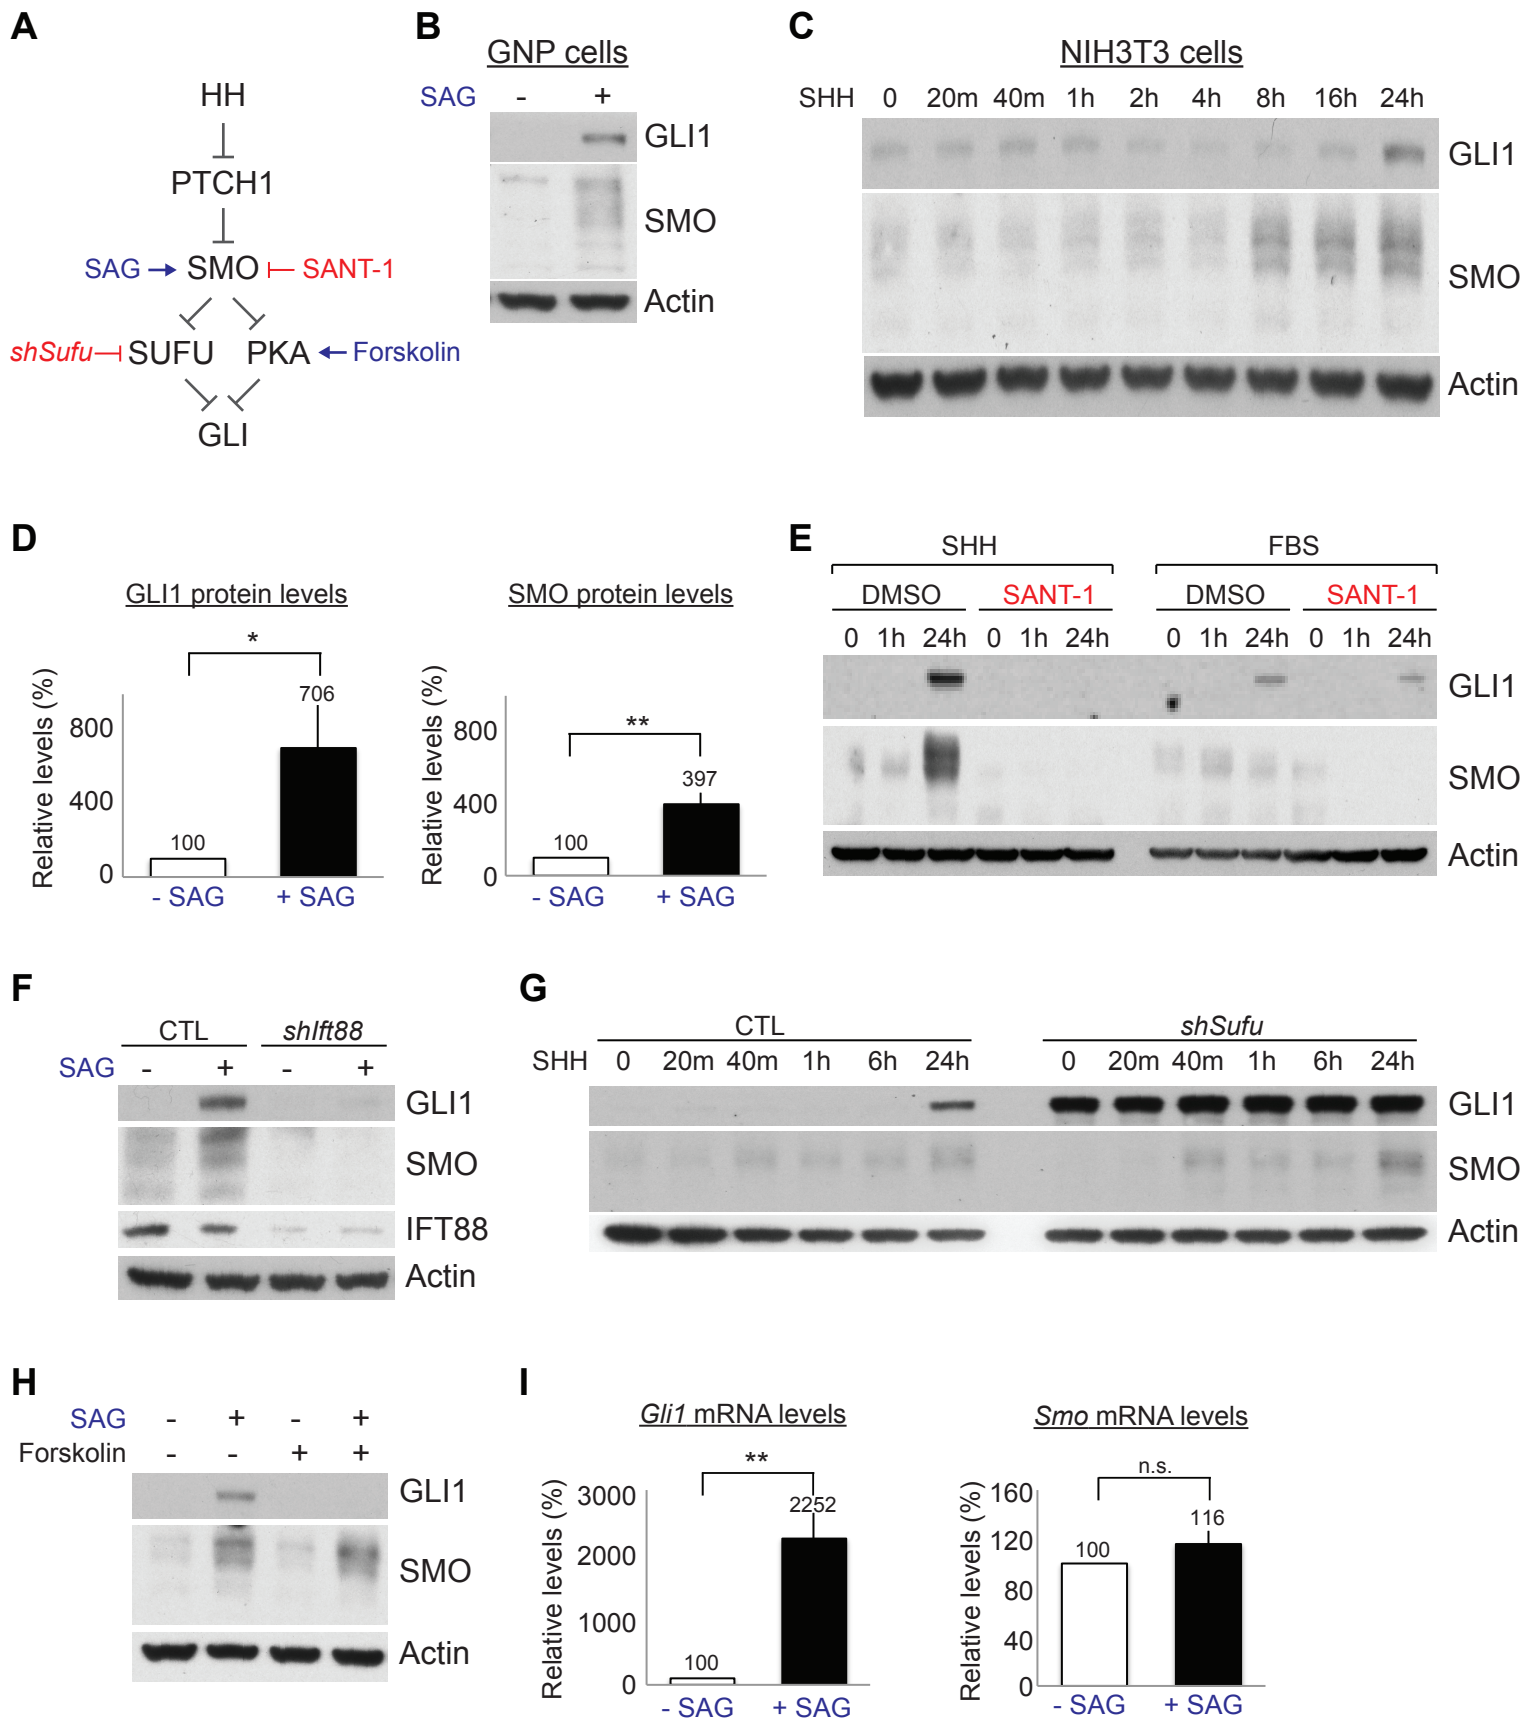 A
HH
PTCH1
SAG SMO SANT-1
shSufu SUFU PKA Forskolin
GLI
B
GNP cells
SAG - +
GLI1
SMO
Actin
C
NIH3T3 cells
SHH 0 20m 40m 1h 2h 4h 8h 16h 24h
GLI1
SMO
Actin
D
GLI1 protein levels
*
Relative levels (%)
800
400
0
100
706
- SAG + SAG
SMO protein levels
**
Relative levels (%)
800
400
0
100
397
- SAG + SAG
E
SHH FBS
DMSO SANT-1 DMSO SANT-1
0 1h 24h 0 1h 24h 0 1h 24h 0 1h 24h
GLI1
SMO
Actin
F
CTL shIft88
SAG - + - +
GLI1
SMO
IFT88
Actin
G
CTL shSufu
SHH 0 20m 40m 1h 6h 24h 0 20m 40m 1h 6h 24h
GLI1
SMO
Actin
H
SAG - + - +
Forskolin - - + +
GLI1
SMO
Actin
I
Gli1 mRNA levels
**
Relative levels (%)
3000
2000
1000
0
100
2252
- SAG + SAG
Smo mRNA levels
n.s.
Relative levels (%)
160
120
80
40
0
100
116
- SAG + SAG